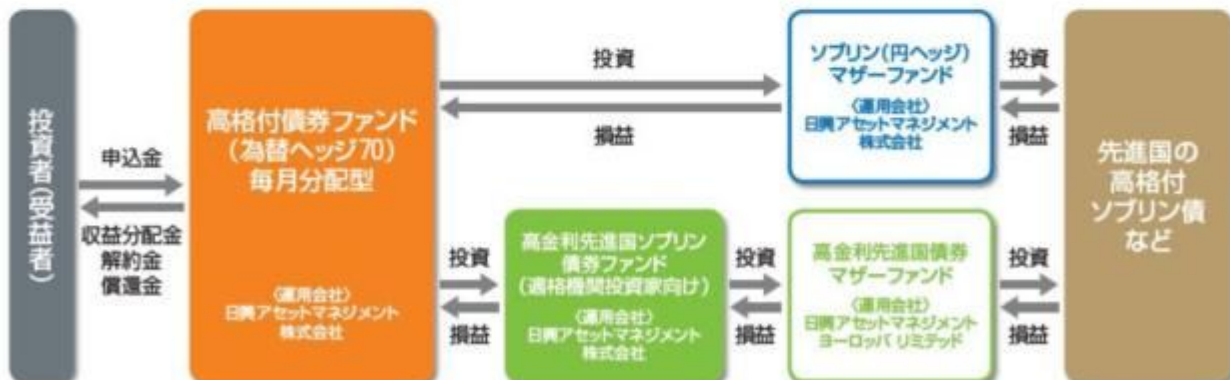 投資者(受益者)
申込金
収益分配金
解約金
償還金
高格付債券ファンド
(為替ヘッジ70)
毎月分配型
〈運用会社〉
日興アセットマネジメント
株式会社
投資
損益
ソブリン(円ヘッジ)
マザーファンド
〈運用会社〉
日興アセットマネジメント
株式会社
投資
損益
投資
損益
高金利先進国ソブリン
債券ファンド
(適格機関投資家向け)
〈運用会社〉
日興アセットマネジメント
株式会社
投資
損益
高金利先進国債券
マザーファンド
〈運用会社〉
日興アセットマネジメント
ヨーロッパ リミテッド
投資
損益
先進国の
高格付
ソブリン債
など